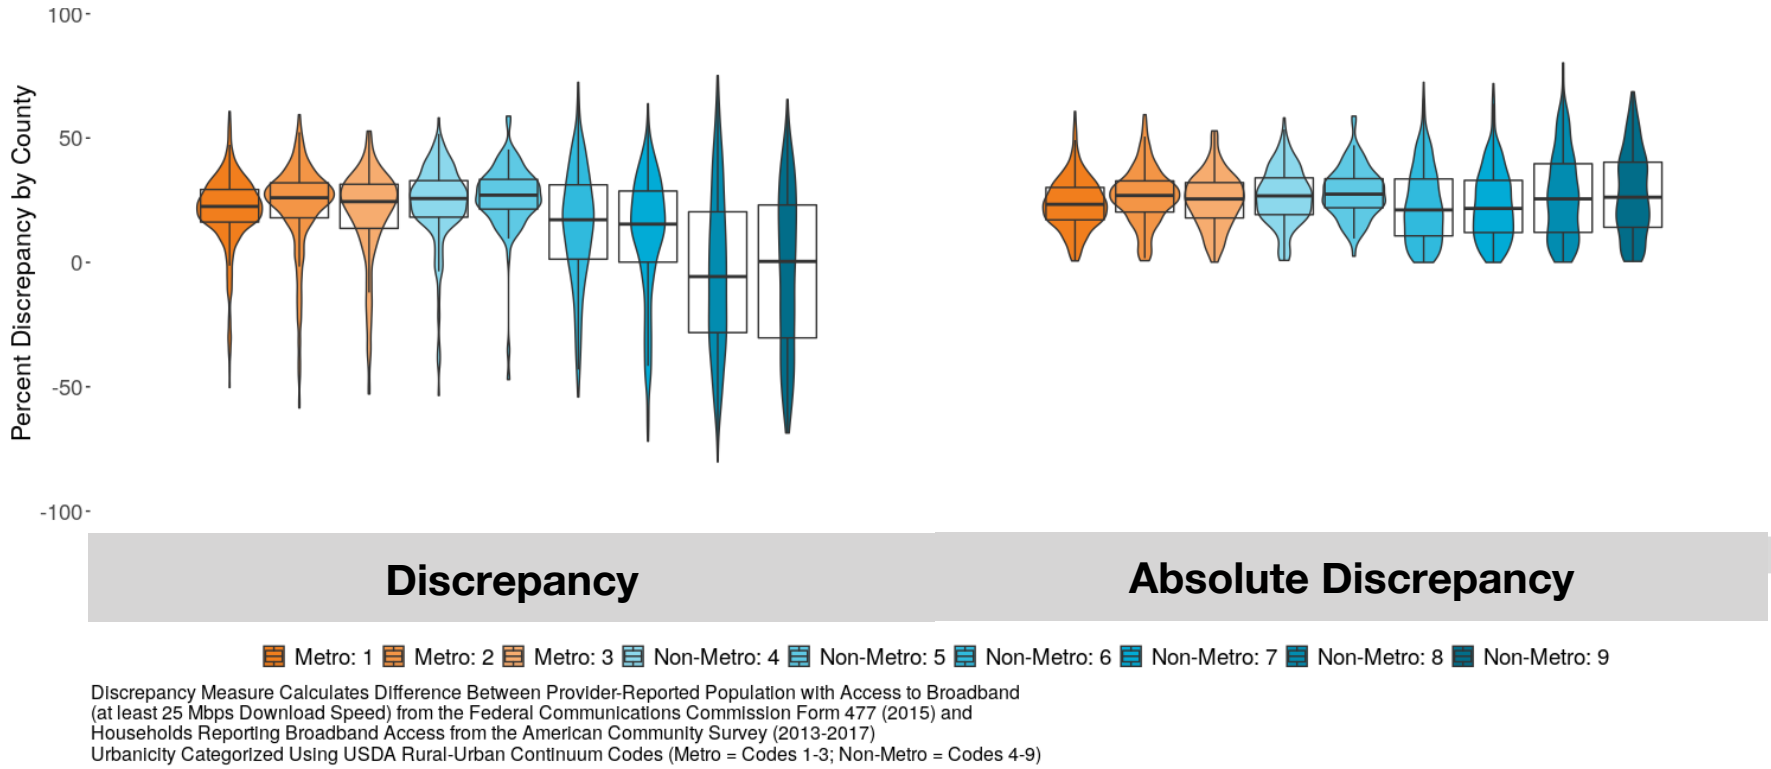 Percent Discrepancy by County
100
50
0
-50
-100
Discrepancy
Absolute Discrepancy
Metro: 1 Metro: 2 Metro: 3 Non-Metro: 4 Non-Metro: 5 Non-Metro: 6 Non-Metro: 7 Non-Metro: 8 Non-Metro: 9
Discrepancy Measure Calculates Difference Between Provider-Reported Population with Access to Broadband
(at least 25 Mbps Download Speed) from the Federal Communications Commission Form 477 (2015) and
Households Reporting Broadband Access from the American Community Survey (2013-2017)
Urbanicity Categorized Using USDA Rural-Urban Continuum Codes (Metro = Codes 1-3; Non-Metro = Codes 4-9)